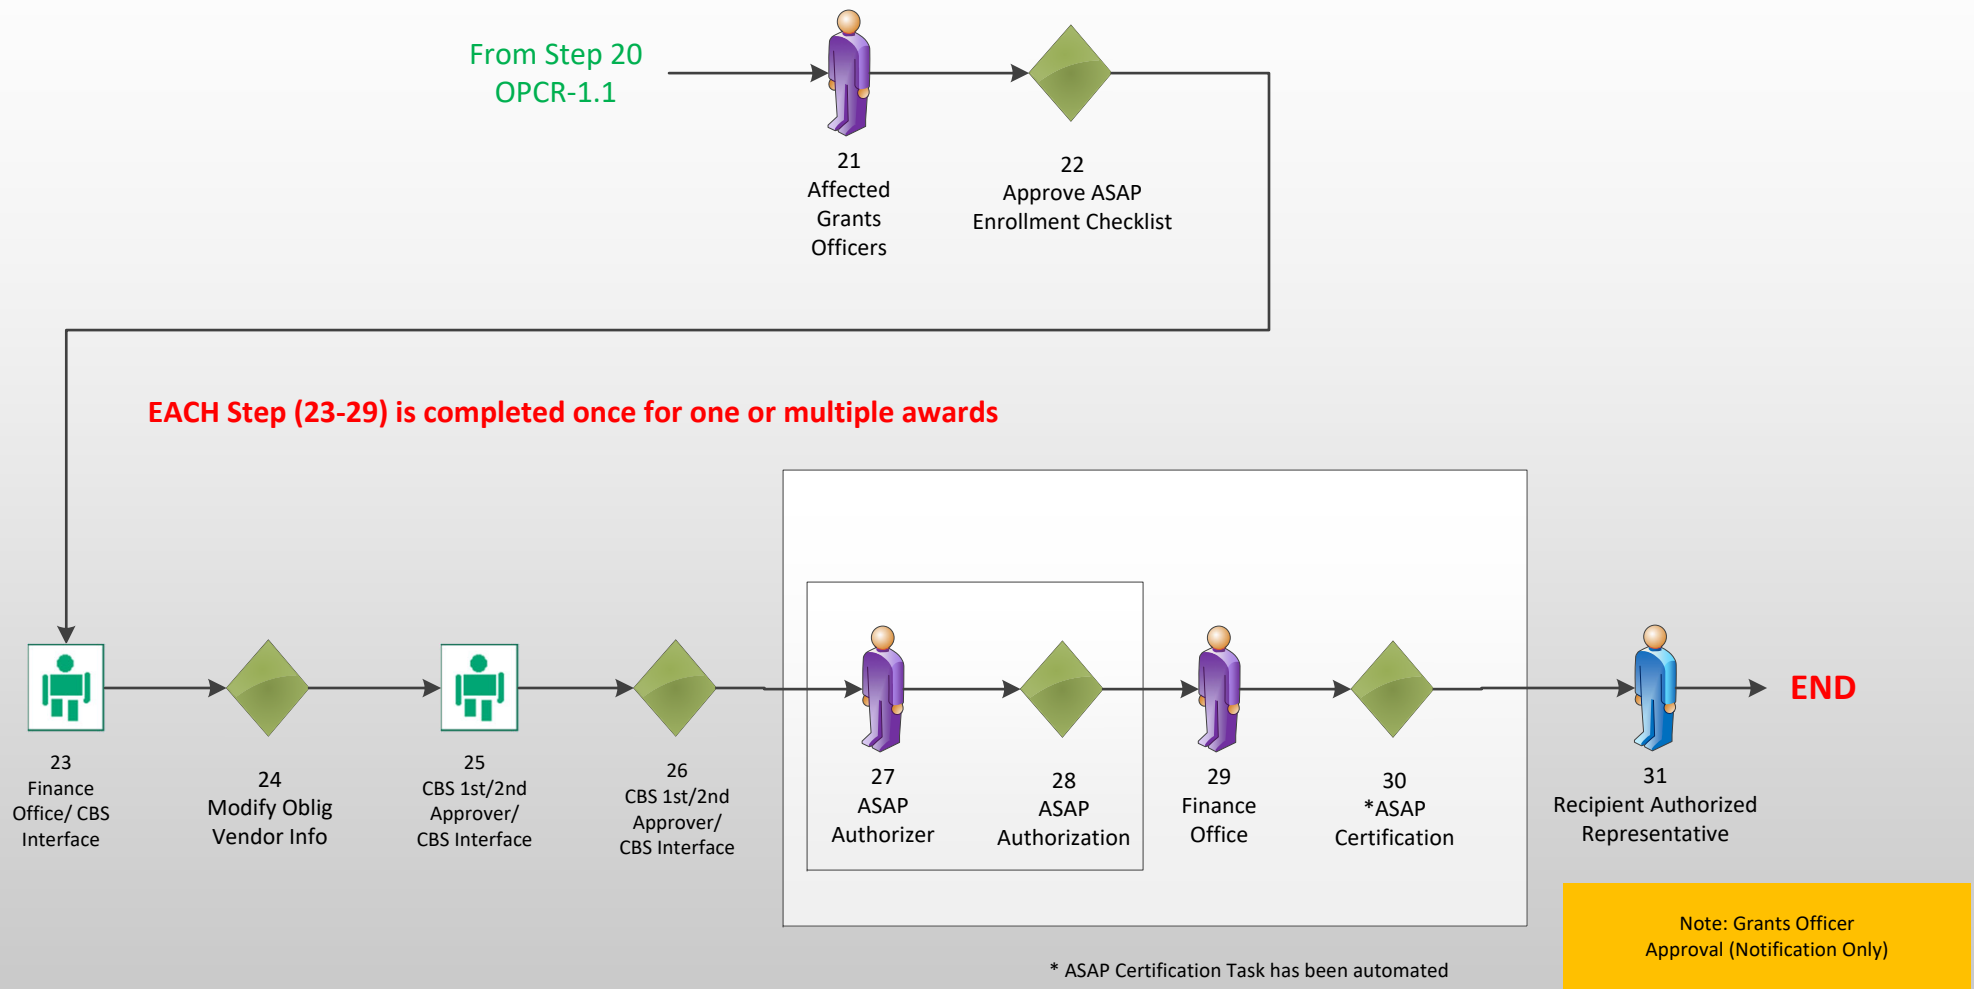 From Step 20
OPCR-1.1
21
Affected
Grants
Officers
22
Approve ASAP
Enrollment Checklist
EACH Step (23-29) is completed once for one or multiple awards
23
Finance
Office/ CBS
Interface
24
Modify Oblig
Vendor Info
25
CBS 1st/2nd
Approver/
CBS Interface
26
CBS 1st/2nd
Approver/
CBS Interface
27
ASAP
Authorizer
28
ASAP
Authorization
29
Finance
Office
30
*ASAP
Certification
31
Recipient Authorized
Representative
END
Note: Grants Officer
Approval (Notification Only)
* ASAP Certification Task has been automated